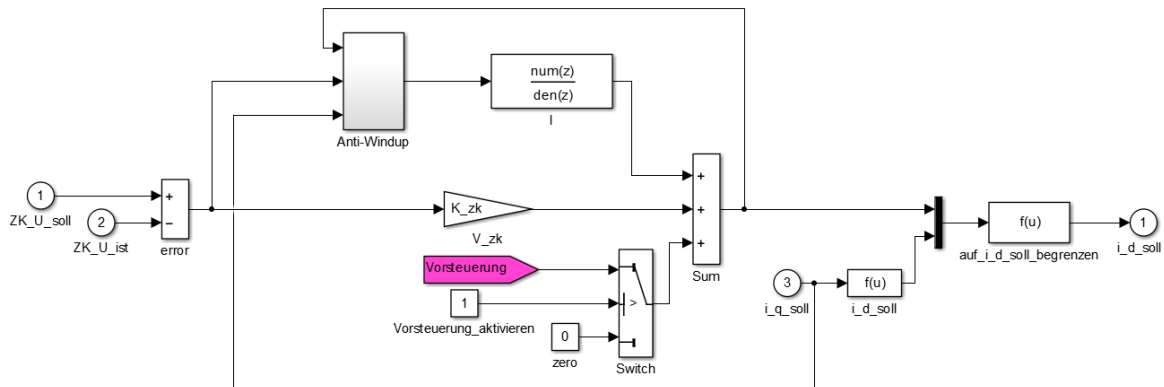 Anti-Windup
num(z)
den(z)
I
1
ZK_U_soll
2
ZK_U_ist
+
−
error
K_zk
V_zk
+
+
+
Sum
Vorsteuerung
1
Vorsteuerung_aktivieren
0
zero
>
Switch
3
i_q_soll
f(u)
i_d_soll
f(u)
auf_i_d_soll_begrenzen
1
i_d_soll